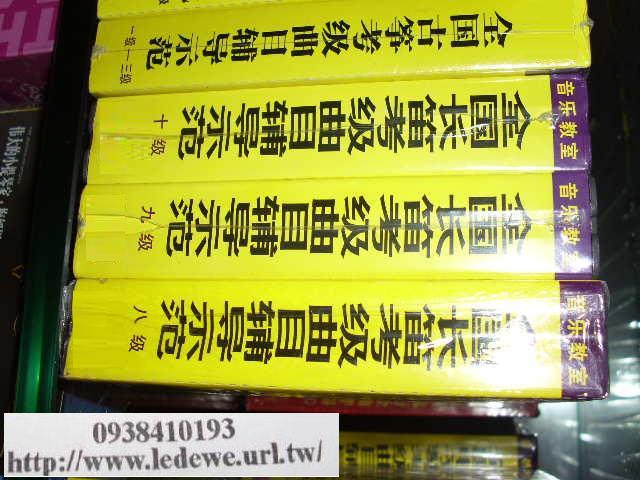 全国古筝考级曲目辅导示范
一级-三级
全国长笛考级曲目辅导示范
十级
音乐教室
全国长笛考级曲目辅导示范
九级
音乐教室
全国长笛考级曲目辅导示范
八级
音乐教室
0938410193
http://www.ledewe.url.tw/